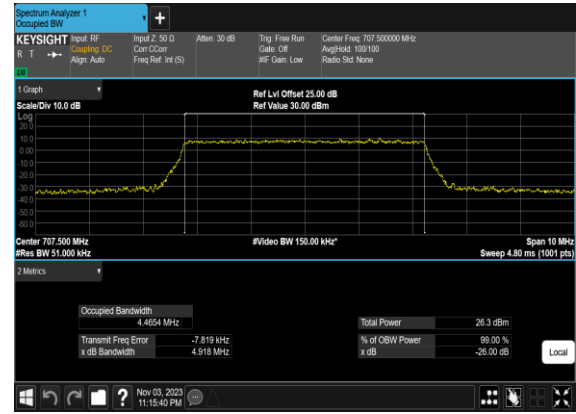 Spectrum Analyzer 1
Occupied BW
+
KEYSIGHT Input: RF Input Z: 50 Ω Atten: 30 dB Trig: Free Run Center Freq: 707.500000 MHz
R T Coupling: DC Corr CCorr Gate: Off Avg|Hold: 100/100
Align: Auto Freq Ref: Int (S) #IF Gain: Low Radio Std: None
LXI
1 Graph
Ref Lvl Offset 25.00 dB
Scale/Div 10.0 dB Ref Value 30.00 dBm
Log
20.0
10.0
0.00
-10.0
-20.0
-30.0
-40.0
-50.0
-60.0
Center 707.500 MHz #Video BW 150.00 kHz* Span 10 MHz
#Res BW 51.000 kHz Sweep 4.80 ms (1001 pts)
2 Metrics
Occupied Bandwidth
4.4654 MHz Total Power 26.3 dBm
Transmit Freq Error -7.819 kHz % of OBW Power 99.00 %
x dB Bandwidth 4.918 MHz x dB -26.00 dB
Local
? Nov 03, 2023
11:15:40 PM